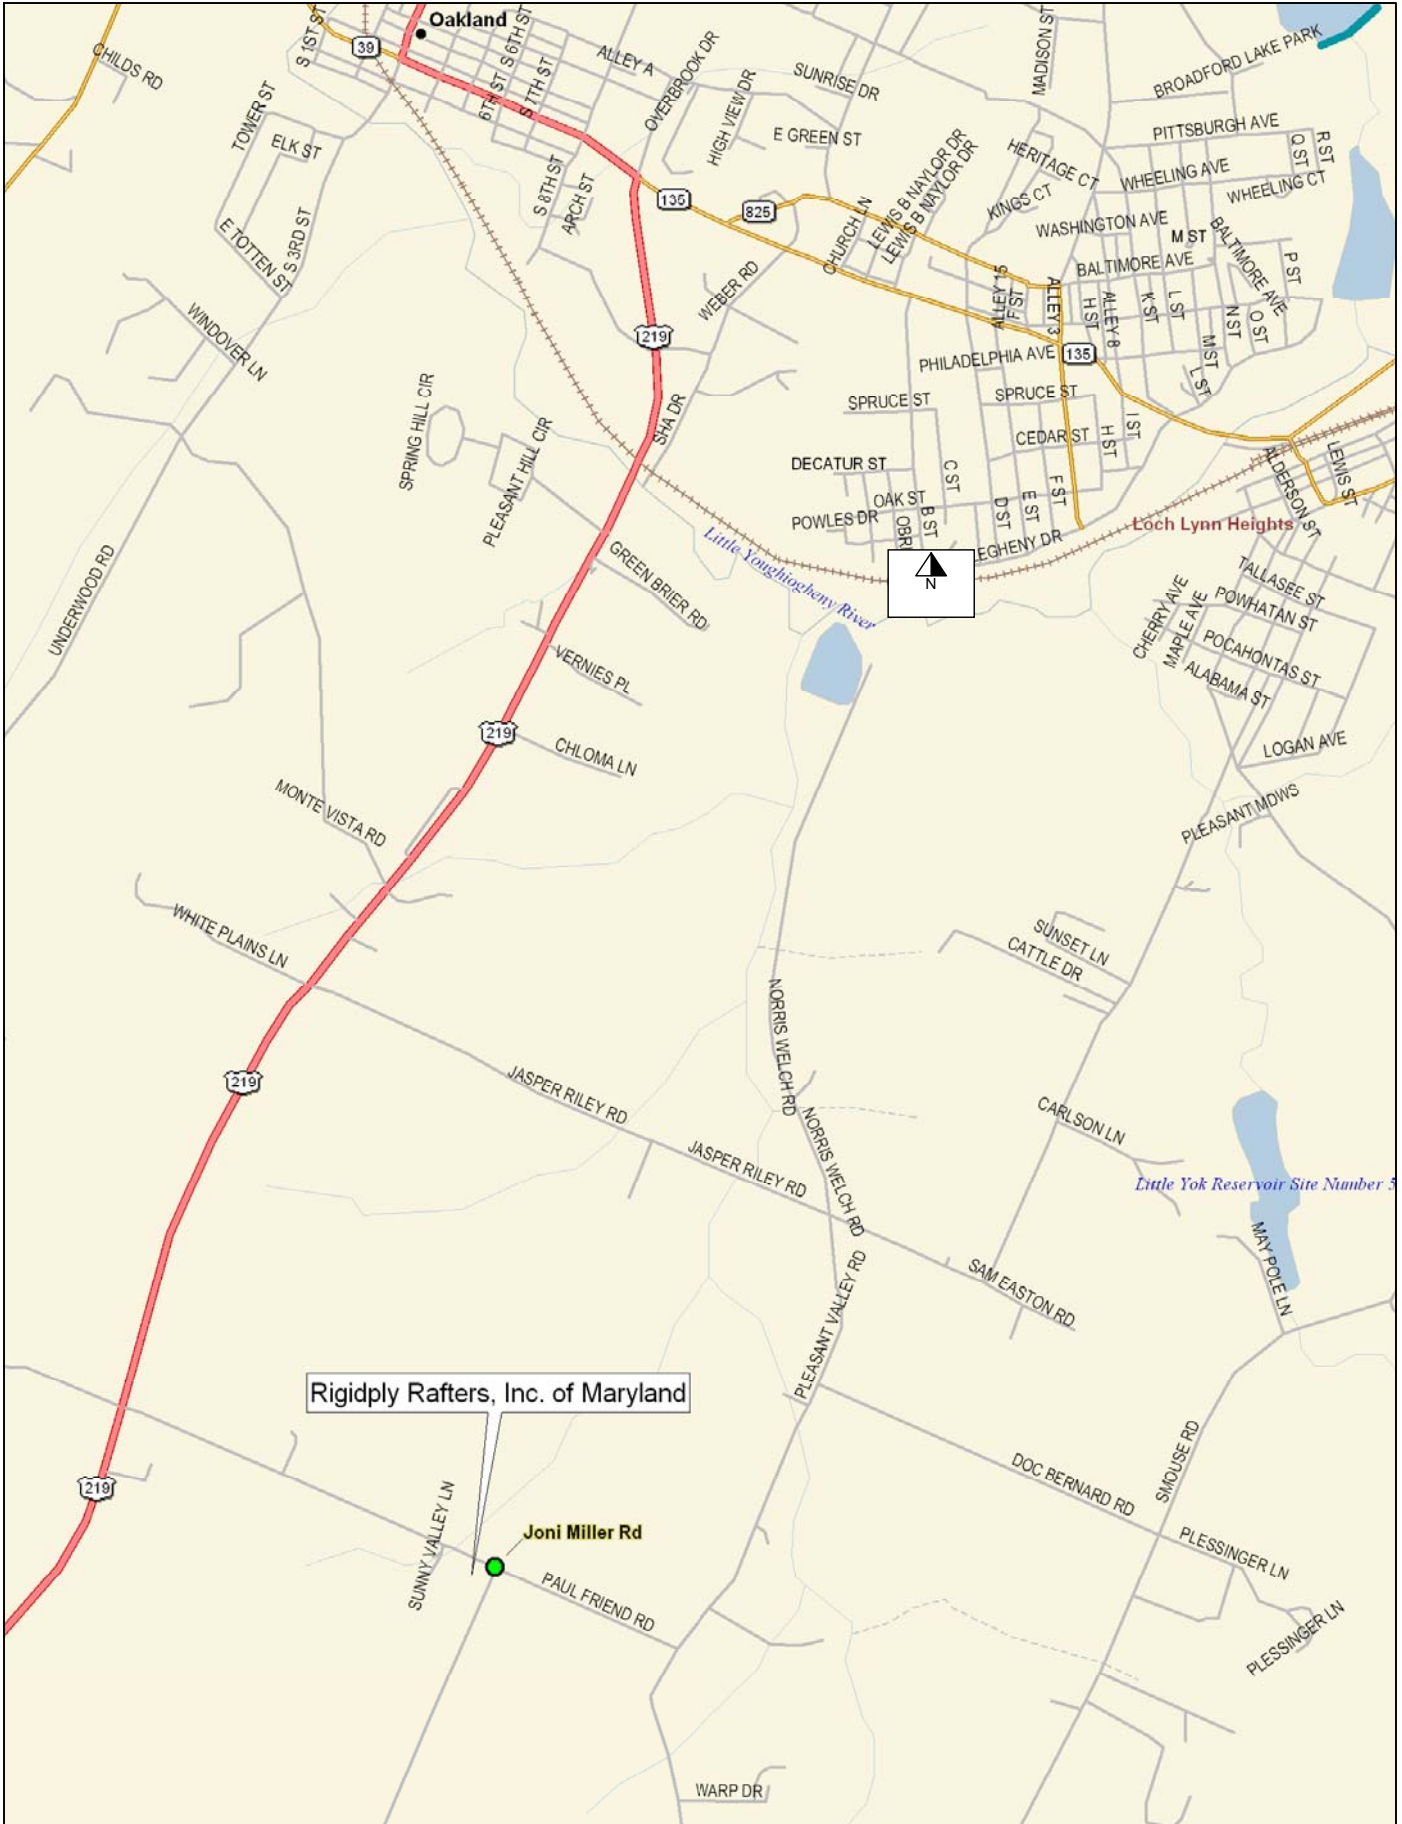 Oakland
39
S 1ST ST
CHILDS RD
6TH ST
S 6TH ST
S 7TH ST
ALLEY A
OVERBROOK DR
HIGH VIEW DR
SUNRISE DR
E GREEN ST
MADISON ST
BROADFORD LAKE PARK
PITTSBURGH AVE
Q ST
R ST
HERITAGE CT
WHEELING AVE
WHEELING CT
KINGS CT
WASHINGTON AVE
M ST
BALTIMORE AVE
BALTIMORE AVE
P ST
TOWER ST
ELK ST
E TOTTEN ST
S 3RD ST
S 8TH ST
ARCH ST
135
825
CHURCH LN
LEWIS B NAYLOR DR
LEWIS B NAYLOR DR
WEBER RD
ALLEY 15
F ST
ALLEY 3
H ST
ALLEY 8
K ST
L ST
N ST
O ST
M ST
L ST
WINDOVER LN
219
PHILADELPHIA AVE
135
SPRUCE ST
SPRUCE ST
SPRING HILL CIR
PLEASANT HILL CIR
SHA DR
CEDAR ST
H ST
I ST
DECATUR ST
C ST
OAK ST
POWLES DR
OBRI
B ST
D ST
E ST
F ST
EGHENY DR
ALDERSON ST
LEWIS ST
Loch Lynn Heights
Little Youghiogheny River
N
UNDERWOOD RD
GREEN BRIER RD
VERNIES PL
TALLASEE ST
CHERRY AVE
MAPLE AVE
POWHATAN ST
POCAHONTAS ST
ALABAMA ST
219
CHLOMA LN
LOGAN AVE
MONTE VISTA RD
PLEASANT MDWS
WHITE PLAINS LN
SUNSET LN
CATTLE DR
NORRIS WELCH RD
219
JASPER RILEY RD
CARLSON LN
NORRIS WELCH RD
JASPER RILEY RD
Little Yok Reservoir Site Number 5
MAY POLE LN
SAM EASTON RD
PLEASANT VALLEY RD
Rigidply Rafters, Inc. of Maryland
219
DOC BERNARD RD
SMOUSE RD
SUNNY VALLEY LN
Joni Miller Rd
PAUL FRIEND RD
PLESSINGER LN
PLESSINGER LN
WARP DR